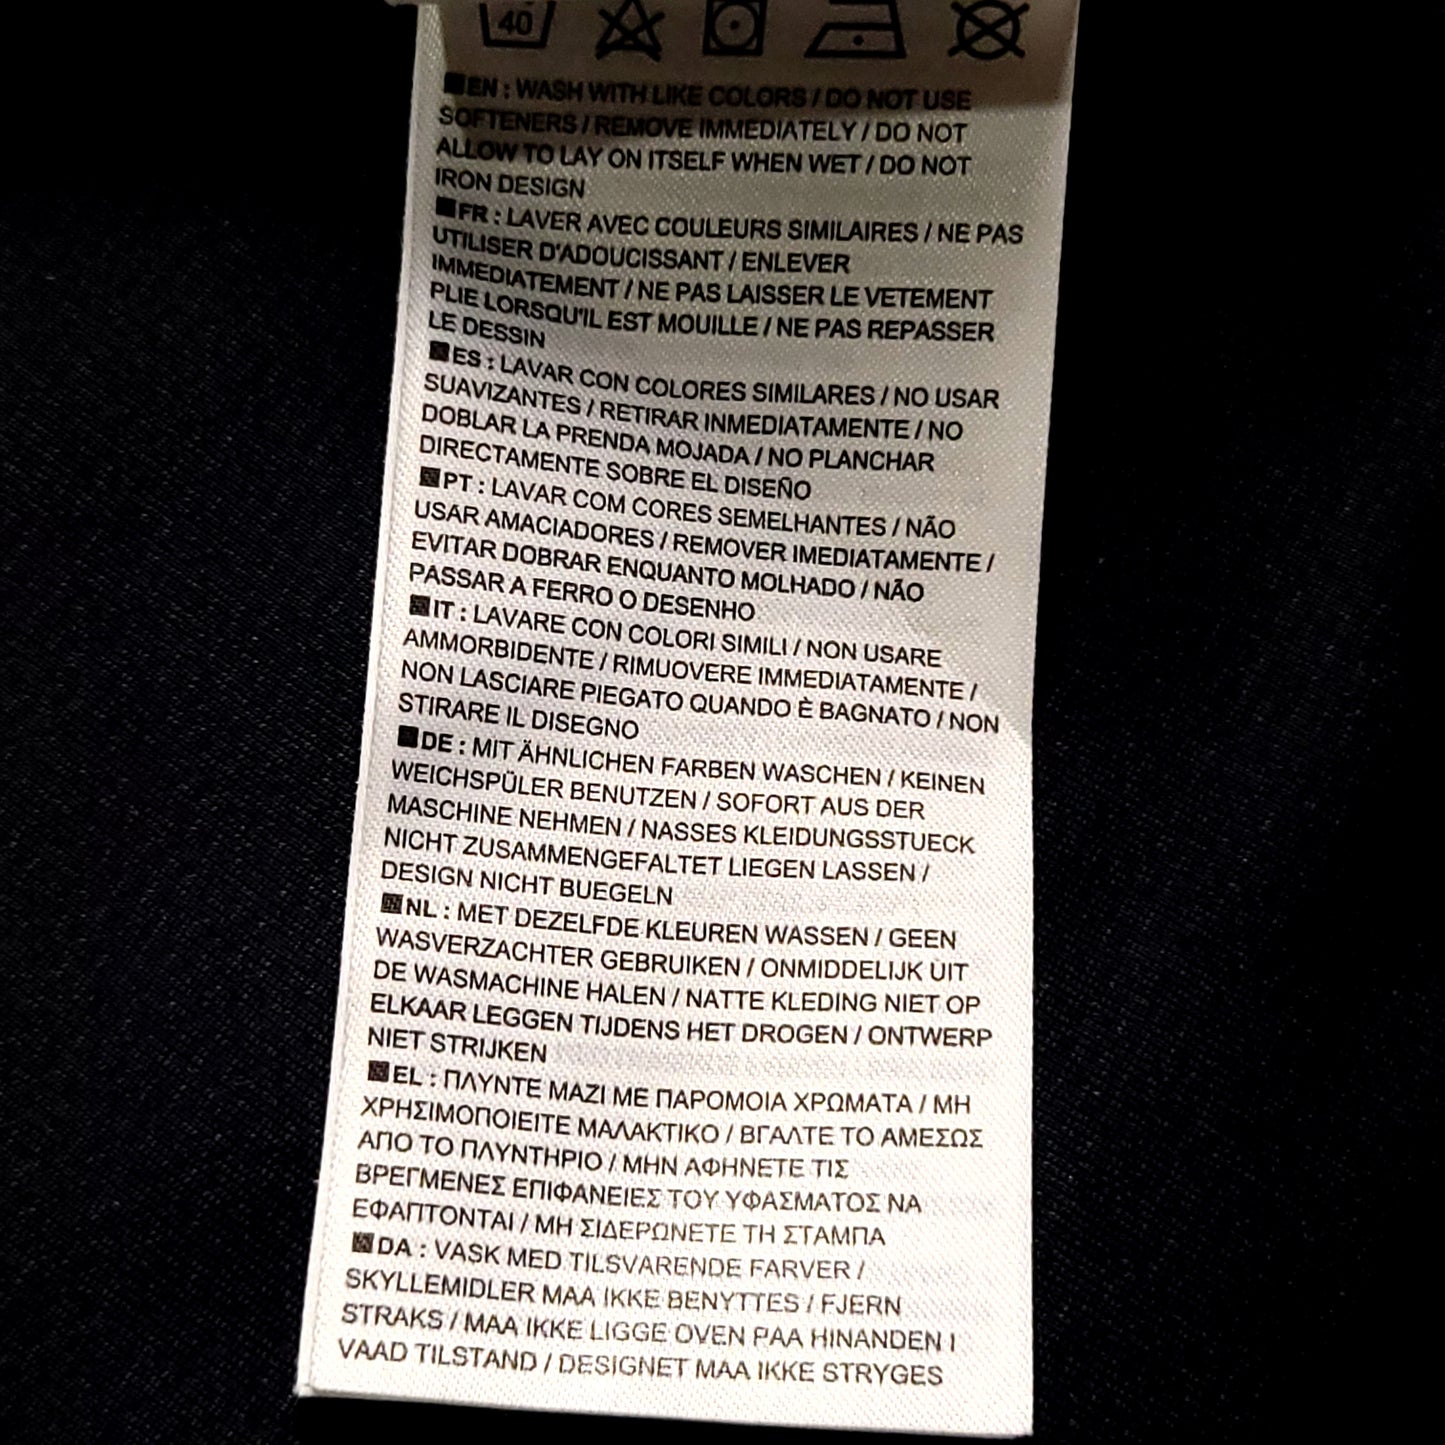 40
■EN : WASH WITH LIKE COLORS / DO NOT USE
SOFTENERS / REMOVE IMMEDIATELY / DO NOT
ALLOW TO LAY ON ITSELF WHEN WET / DO NOT
IRON DESIGN
■FR : LAVER AVEC COULEURS SIMILAIRES / NE PAS
UTILISER D'ADOUCISSANT / ENLEVER
IMMEDIATEMENT / NE PAS LAISSER LE VETEMENT
PLIE LORSQU'IL EST MOUILLE / NE PAS REPASSER
LE DESSIN
■ES : LAVAR CON COLORES SIMILARES / NO USAR
SUAVIZANTES / RETIRAR INMEDIATAMENTE / NO
DOBLAR LA PRENDA MOJADA / NO PLANCHAR
DIRECTAMENTE SOBRE EL DISEÑO
■PT : LAVAR COM CORES SEMELHANTES / NÃO
USAR AMACIADORES / REMOVER IMEDIATAMENTE /
EVITAR DOBRAR ENQUANTO MOLHADO / NÃO
PASSAR A FERRO O DESENHO
■IT : LAVARE CON COLORI SIMILI / NON USARE
AMMORBIDENTE / RIMUOVERE IMMEDIATAMENTE /
NON LASCIARE PIEGATO QUANDO È BAGNATO / NON
STIRARE IL DISEGNO
■DE : MIT ÄHNLICHEN FARBEN WASCHEN / KEINEN
WEICHSPÜLER BENUTZEN / SOFORT AUS DER
MASCHINE NEHMEN / NASSES KLEIDUNGSSTUECK
NICHT ZUSAMMENGEFALTET LIEGEN LASSEN /
DESIGN NICHT BUEGELN
■NL : MET DEZELFDE KLEUREN WASSEN / GEEN
WASVERZACHTER GEBRUIKEN / ONMIDDELIJK UIT
DE WASMACHINE HALEN / NATTE KLEDING NIET OP
ELKAAR LEGGEN TIJDENS HET DROGEN / ONTWERP
NIET STRIJKEN
■EL : ΠΛΥΝΤΕ ΜΑΖΙ ΜΕ ΠΑΡΟΜΟΙΑ ΧΡΩΜΑΤΑ / ΜΗ
ΧΡΗΣΙΜΟΠΟΙΕΙΤΕ ΜΑΛΑΚΤΙΚΟ / ΒΓΑΛΤΕ ΤΟ ΑΜΕΣΩΣ
ΑΠΟ ΤΟ ΠΛΥΝΤΗΡΙΟ / ΜΗΝ ΑΦΗΝΕΤΕ ΤΙΣ
ΒΡΕΓΜΕΝΕΣ ΕΠΙΦΑΝΕΙΕΣ ΤΟΥ ΥΦΑΣΜΑΤΟΣ ΝΑ
ΕΦΑΠΤΟΝΤΑΙ / ΜΗ ΣΙΔΕΡΩΝΕΤΕ ΤΗ ΣΤΑΜΠΑ
■DA : VASK MED TILSVARENDE FARVER /
SKYLLEMIDLER MAA IKKE BENYTTES / FJERN
STRAKS / MAA IKKE LIGGE OVEN PAA HINANDEN I
VAAD TILSTAND / DESIGNET MAA IKKE STRYGES